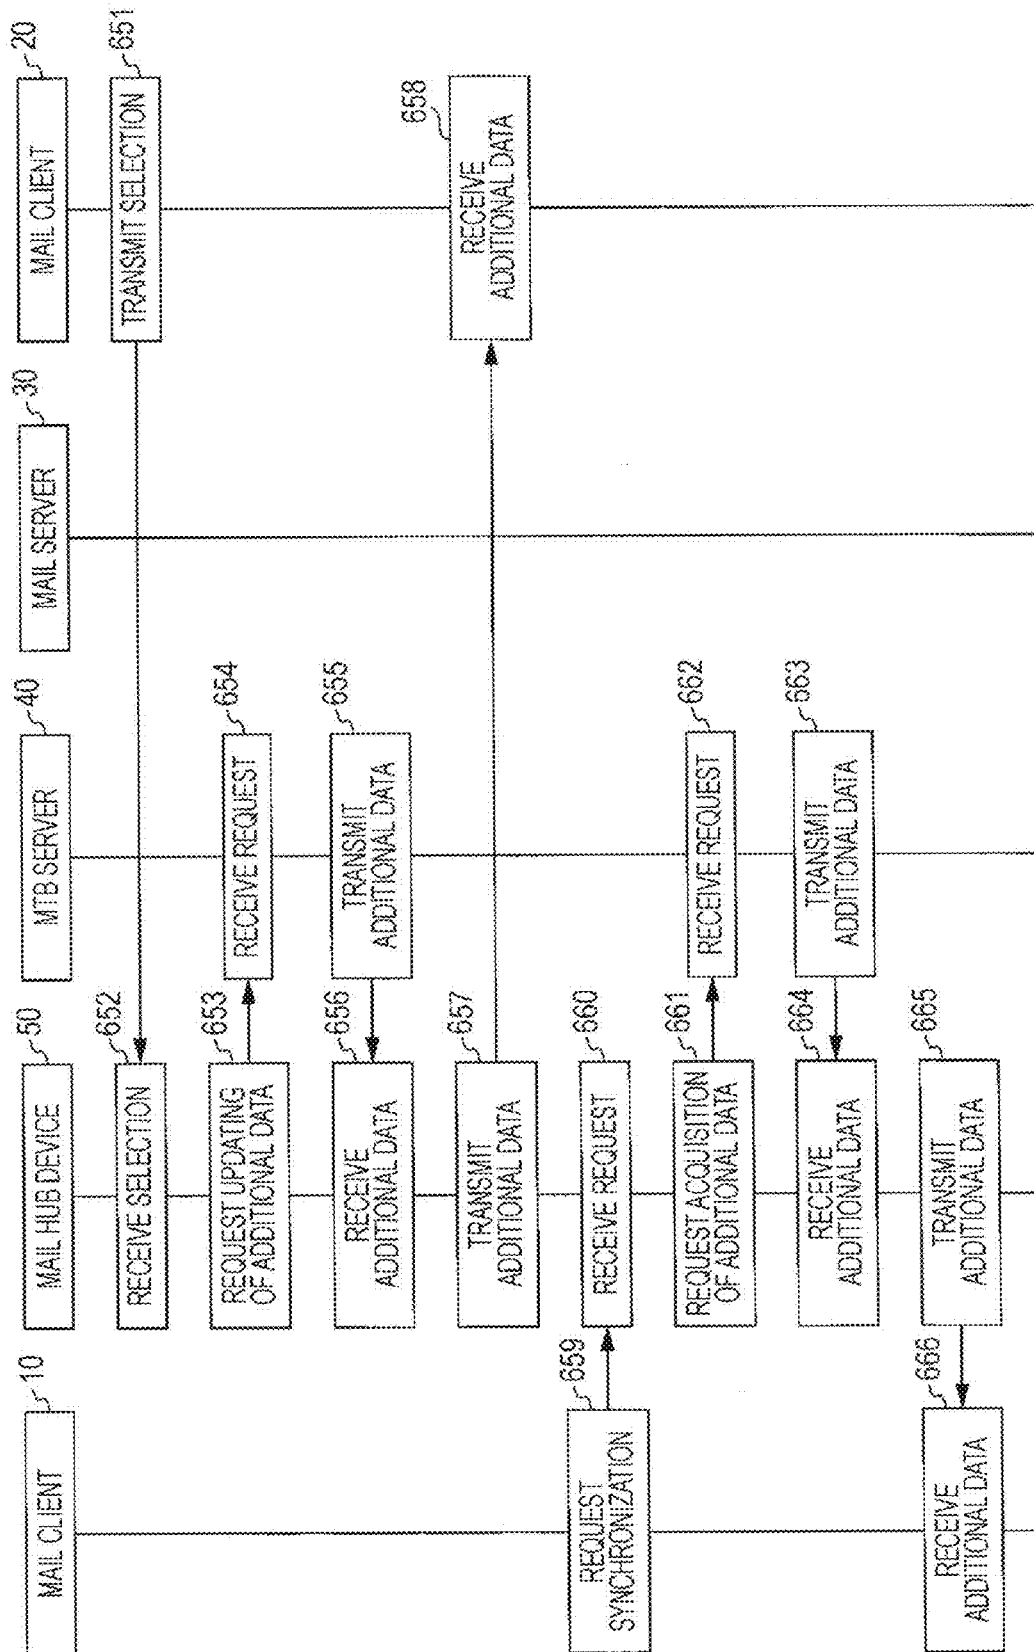 10
MAIL CLIENT
50
MAIL HUB DEVICE
40
MTB SERVER
30
MAIL SERVER
20
MAIL CLIENT
651
TRANSMIT SELECTION
652
RECEIVE SELECTION
653
REQUEST UPDATING
OF ADDITIONAL DATA
654
RECEIVE REQUEST
655
TRANSMIT
ADDITIONAL DATA
656
RECEIVE
ADDITIONAL DATA
657
TRANSMIT
ADDITIONAL DATA
658
RECEIVE
ADDITIONAL DATA
659
REQUEST
SYNCHRONIZATION
660
RECEIVE REQUEST
661
REQUEST ACQUISITION
OF ADDITIONAL DATA
662
RECEIVE REQUEST
663
TRANSMIT
ADDITIONAL DATA
664
RECEIVE
ADDITIONAL DATA
665
TRANSMIT
ADDITIONAL DATA
666
RECEIVE
ADDITIONAL DATA